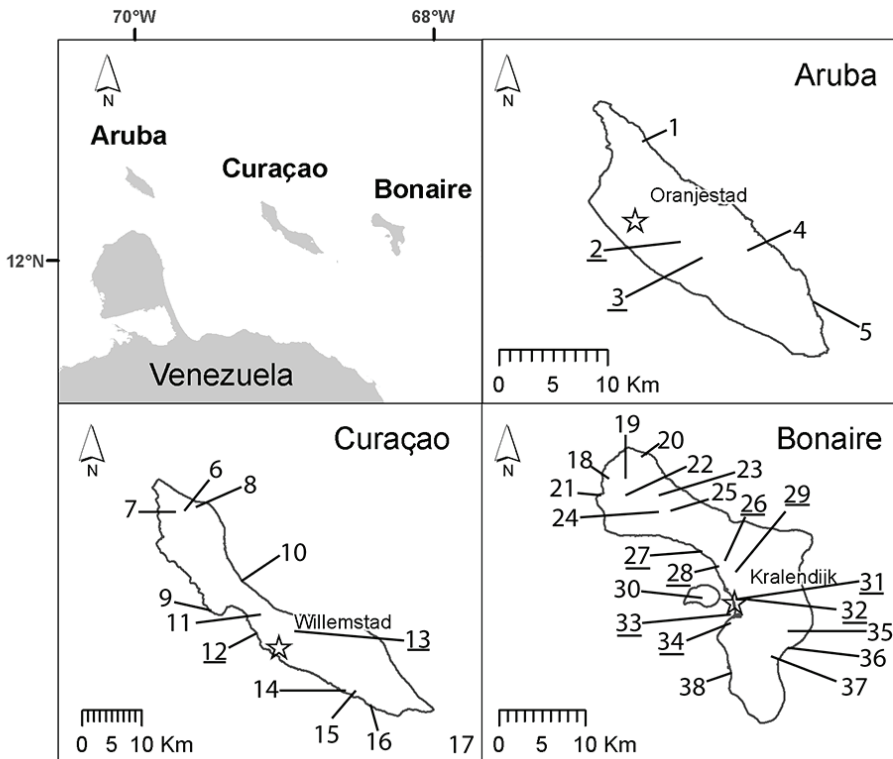 70°W
68°W
12°N
N
Aruba
Curaçao
Bonaire
Venezuela
N
Aruba
1
Oranjestad
2
4
3
5
0 5 10 Km
N
Curaçao
6
7
8
10
9
11
Willemstad
12
13
14
15
16
17
0 5 10 Km
N
Bonaire
19
20
18
22
21
23
25
24
26
29
27
28
Kralendijk
30
31
32
33
35
34
36
37
38
0 5 10 Km